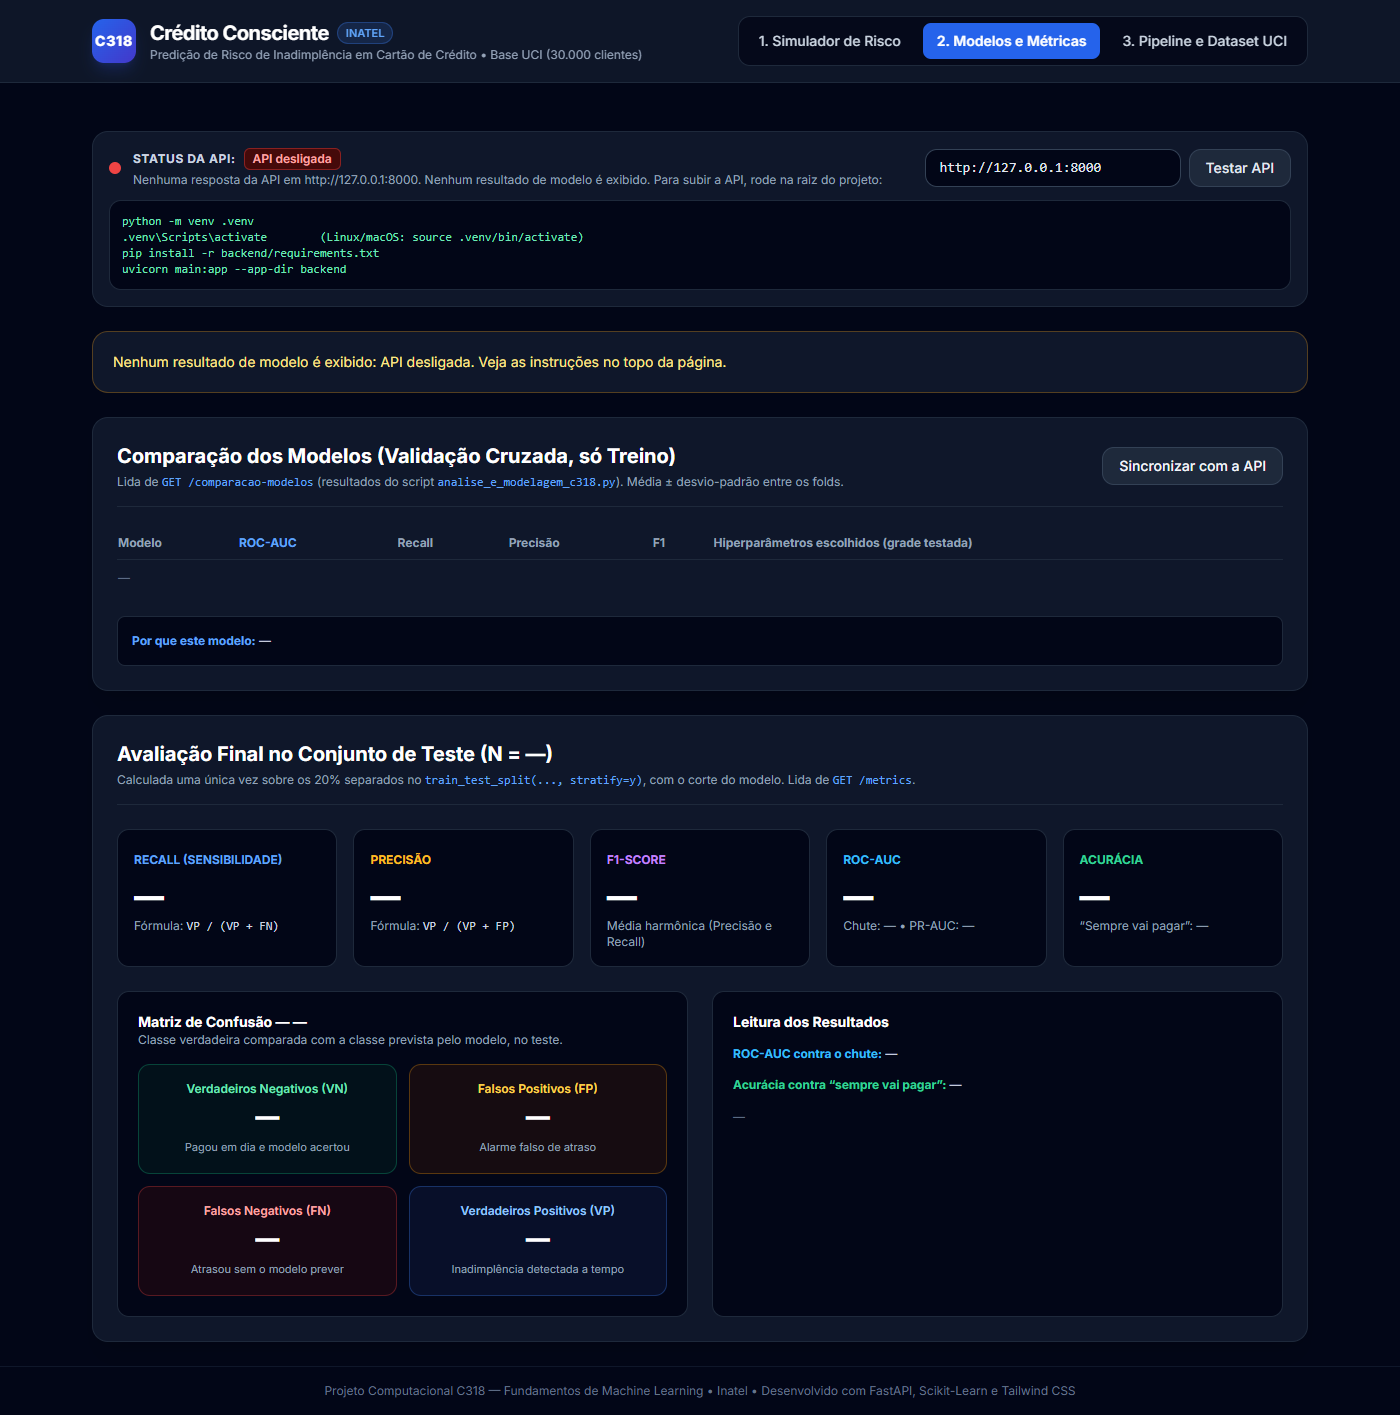 C318
Crédito Consciente INATEL
Predição de Risco de Inadimplência em Cartão de Crédito • Base UCI (30.000 clientes)
1. Simulador de Risco
2. Modelos e Métricas
3. Pipeline e Dataset UCI
STATUS DA API: API desligada
Nenhuma resposta da API em http://127.0.0.1:8000. Nenhum resultado de modelo é exibido. Para subir a API, rode na raiz do projeto:
http://127.0.0.1:8000
Testar API
python -m venv .venv
.venv\Scripts\activate (Linux/macOS: source .venv/bin/activate)
pip install -r backend/requirements.txt
uvicorn main:app --app-dir backend
Nenhum resultado de modelo é exibido: API desligada. Veja as instruções no topo da página.
Comparação dos Modelos (Validação Cruzada, só Treino)
Lida de GET /comparacao-modelos (resultados do script analise_e_modelagem_c318.py). Média ± desvio-padrão entre os folds.
Sincronizar com a API
Modelo ROC-AUC Recall Precisão F1 Hiperparâmetros escolhidos (grade testada)
—
Por que este modelo: —
Avaliação Final no Conjunto de Teste (N = —)
Calculada uma única vez sobre os 20% separados no train_test_split(..., stratify=y), com o corte do modelo. Lida de GET /metrics.
RECALL (SENSIBILIDADE)
—
Fórmula: VP / (VP + FN)
PRECISÃO
—
Fórmula: VP / (VP + FP)
F1-SCORE
—
Média harmônica (Precisão e
Recall)
ROC-AUC
—
Chute: — • PR-AUC: —
ACURÁCIA
—
“Sempre vai pagar”: —
Matriz de Confusão — —
Classe verdadeira comparada com a classe prevista pelo modelo, no teste.
Verdadeiros Negativos (VN)
—
Pagou em dia e modelo acertou
Falsos Positivos (FP)
—
Alarme falso de atraso
Falsos Negativos (FN)
—
Atrasou sem o modelo prever
Verdadeiros Positivos (VP)
—
Inadimplência detectada a tempo
Leitura dos Resultados
ROC-AUC contra o chute: —
Acurácia contra “sempre vai pagar”: —
—
Projeto Computacional C318 — Fundamentos de Machine Learning • Inatel • Desenvolvido com FastAPI, Scikit-Learn e Tailwind CSS